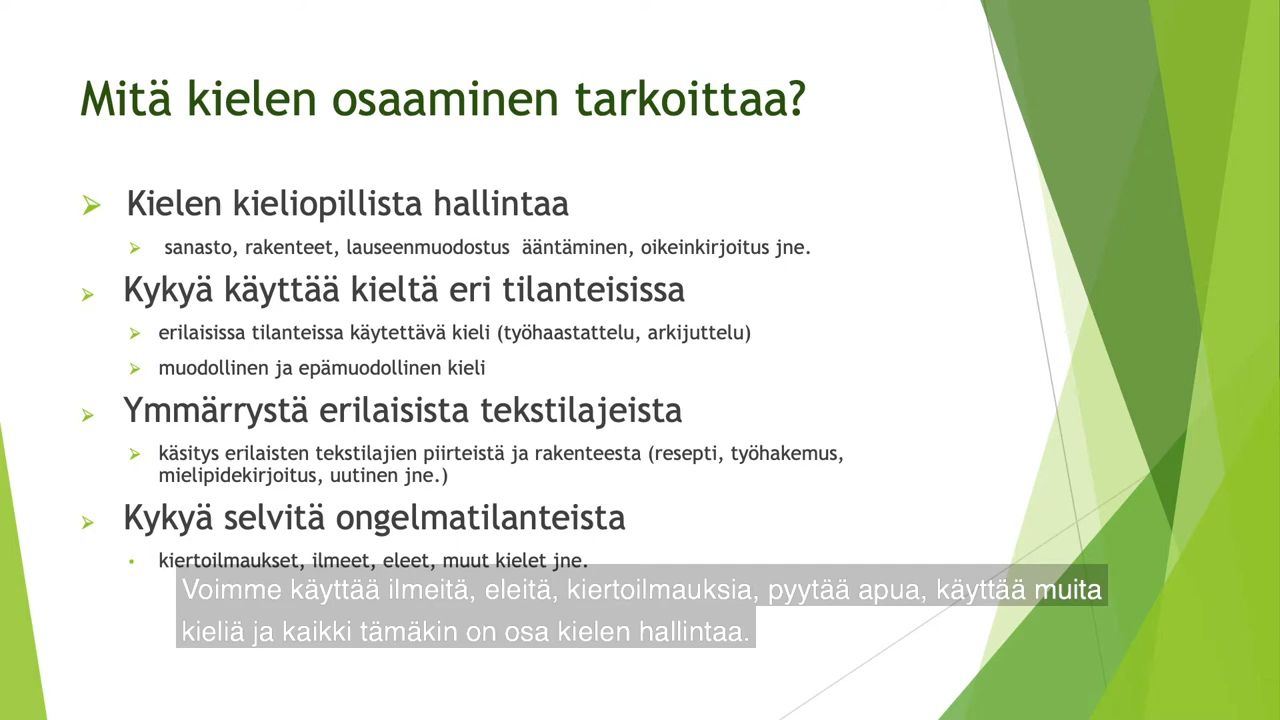 Mitä kielen osaaminen tarkoittaa?
Kielen kieliopillista hallintaa
sanasto, rakenteet, lauseenmuodostus ääntäminen, oikeinkirjoitus jne.
Kykyä käyttää kieltä eri tilanteisissa
erilaisissa tilanteissa käytettävä kieli (työhaastattelu, arkijuttelu)
muodollinen ja epämuodollinen kieli
Ymmärrystä erilaisista tekstilajeista
käsitys erilaisten tekstilajien piirteistä ja rakenteesta (resepti, työhakemus,
mielipidekirjoitus, uutinen jne.)
Kykyä selvitä ongelmatilanteista
kiertoilmaukset, ilmeet, eleet, muut kielet jne.
Voimme käyttää ilmeitä, eleitä, kiertoilmauksia, pyytää apua, käyttää muita
kieliä ja kaikki tämäkin on osa kielen hallintaa.